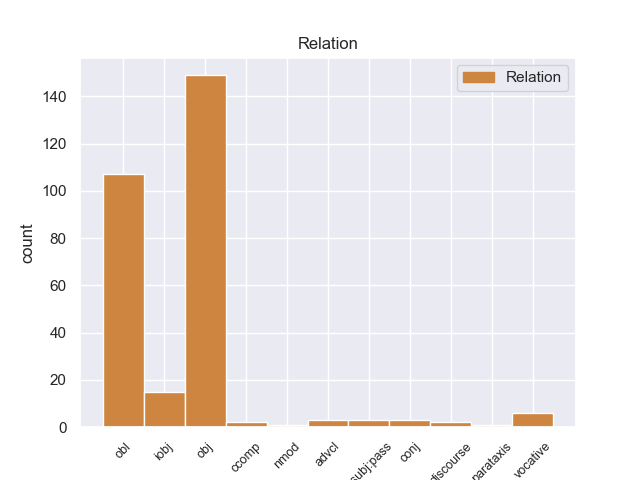 Relation
Relation
count
140
120
100
80
60
40
20
0
obl
iobj
obj
ccomp
nmod
advcl
subj:pass
conj
discourse
parataxis
vocative